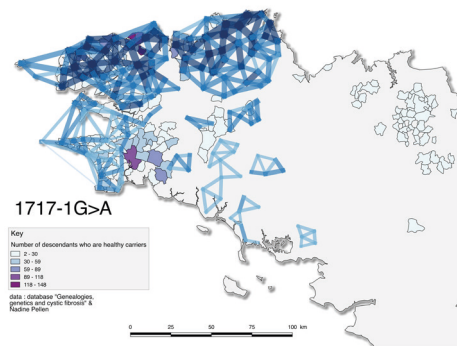 1717-1G>A
Key
Number of descendants who are healthy carriers
2 - 30
30 - 59
59 - 89
89 - 118
118 - 148
data : database "Genealogies,
genetics and cystic fibrosis" &
Nadine Pellen
0 25 50 75 100 km